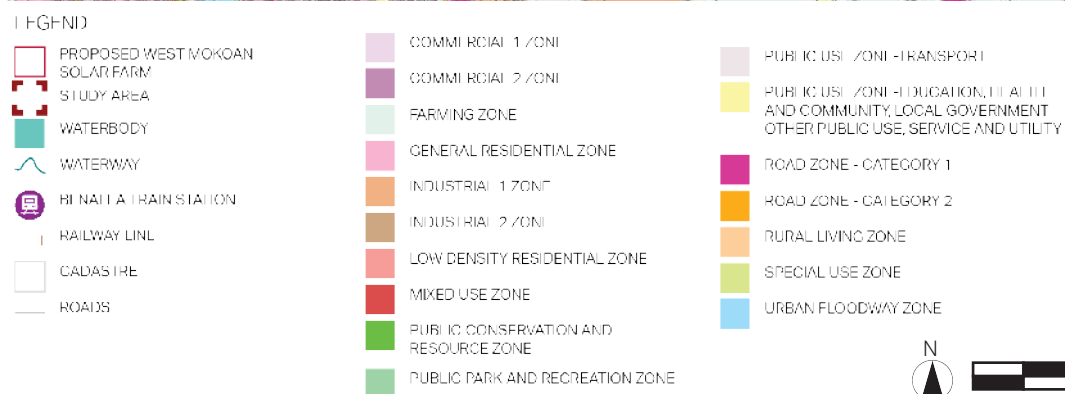 LEGEND
PROPOSED WEST MOKOAN
SOLAR FARM
STUDY AREA
WATERBODY
WATERWAY
BENALLA TRAIN STATION
RAILWAY LINE
CADASTRE
ROADS
COMMERCIAL 1 ZONE
COMMERCIAL 2 ZONE
FARMING ZONE
GENERAL RESIDENTIAL ZONE
INDUSTRIAL 1 ZONE
INDUSTRIAL 2 ZONE
LOW DENSITY RESIDENTIAL ZONE
MIXED USE ZONE
PUBLIC CONSERVATION AND
RESOURCE ZONE
PUBLIC PARK AND RECREATION ZONE
PUBLIC USE ZONE -TRANSPORT
PUBLIC USE ZONE -EDUCATION, HEALTH
AND COMMUNITY, LOCAL GOVERNMENT
OTHER PUBLIC USE, SERVICE AND UTILITY
ROAD ZONE - CATEGORY 1
ROAD ZONE - CATEGORY 2
RURAL LIVING ZONE
SPECIAL USE ZONE
URBAN FLOODWAY ZONE
N